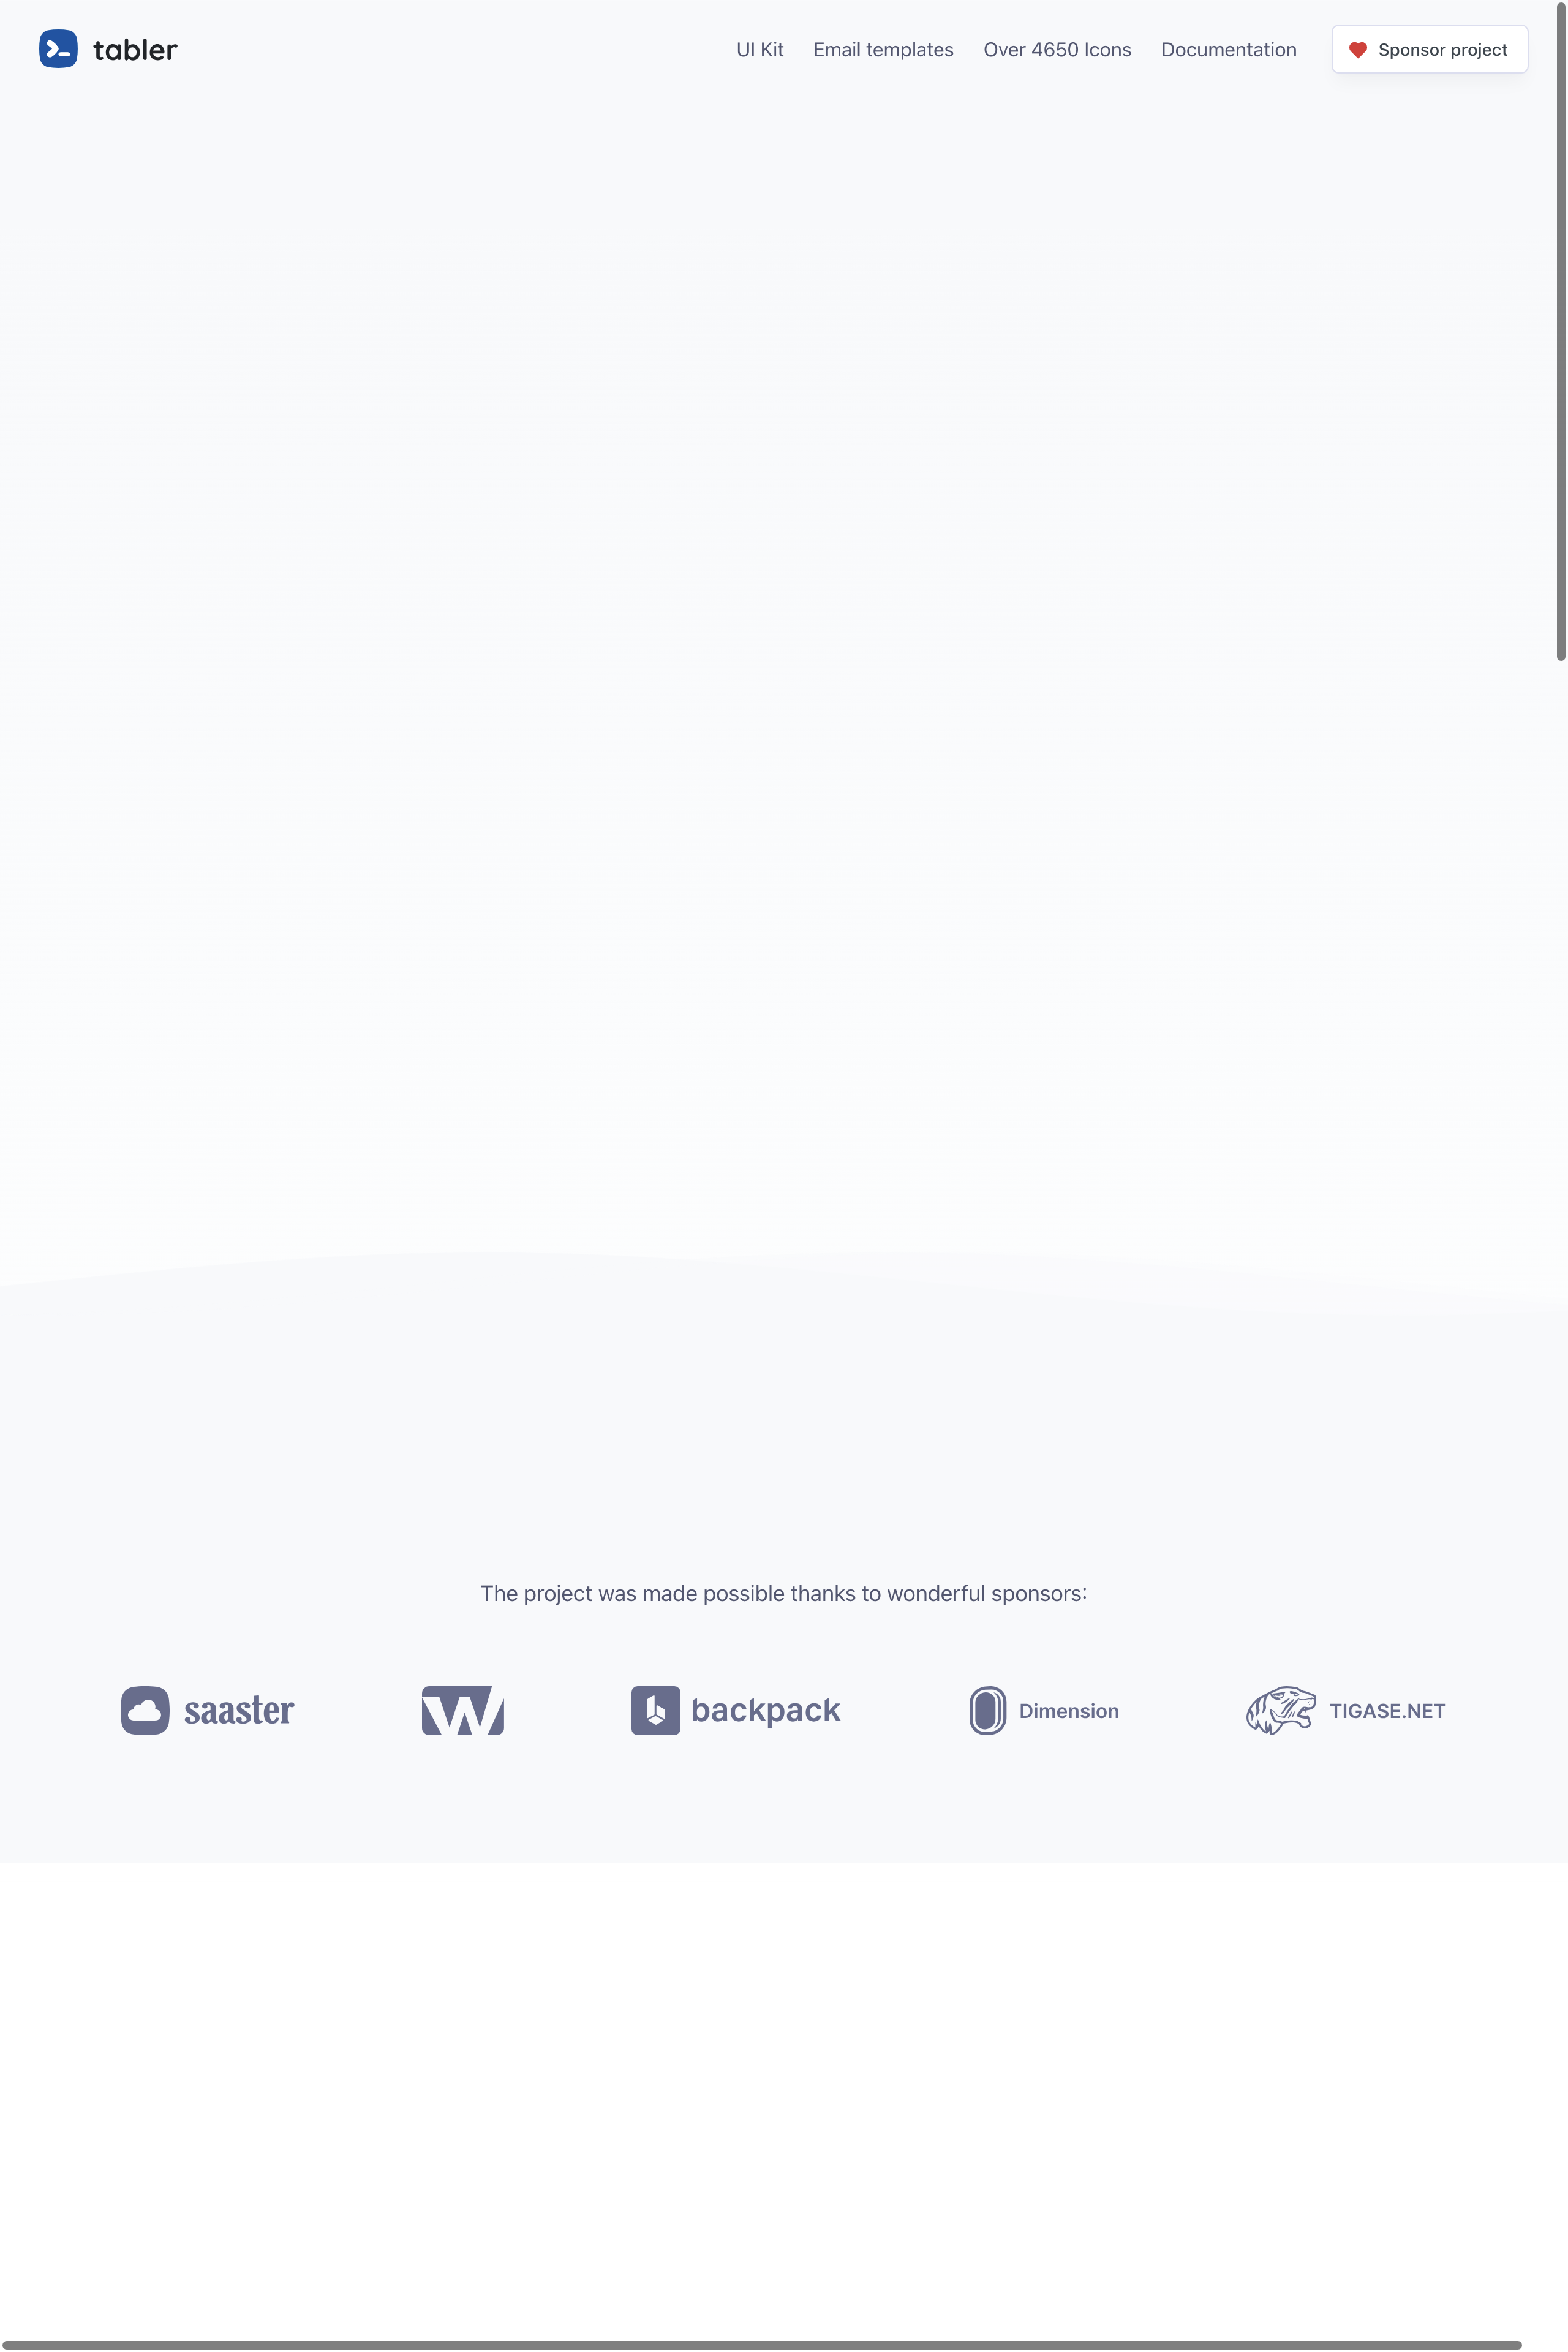 tabler
UI Kit
Email templates
Over 4650 Icons
Documentation
Sponsor project
The project was made possible thanks to wonderful sponsors:
saaster
W
backpack
Dimension
TIGASE.NET